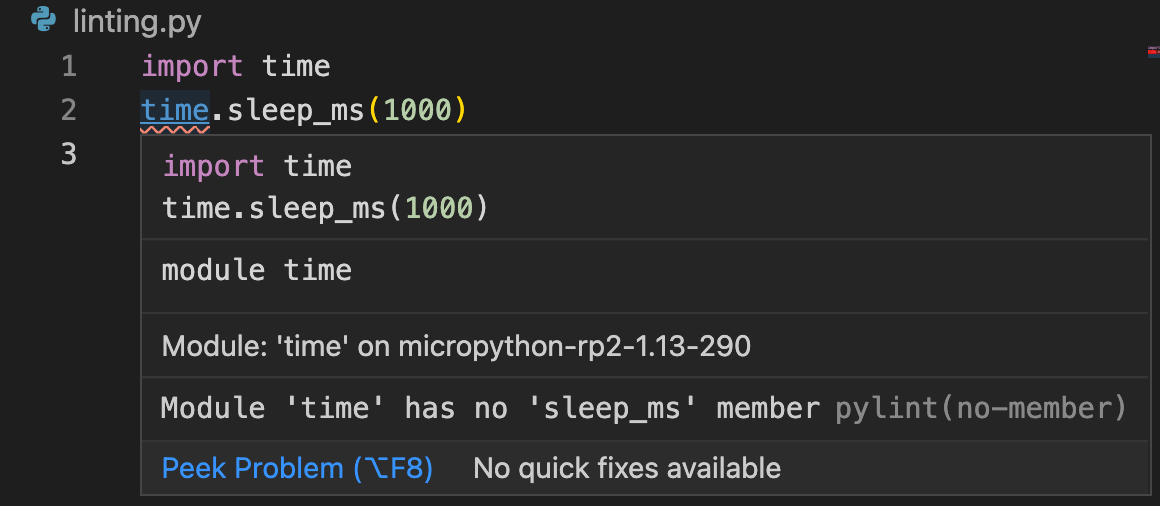 linting.py
1 import time
2 time.sleep_ms(1000)
3
import time
time.sleep_ms(1000)
module time
Module: 'time' on micropython-rp2-1.13-290
Module 'time' has no 'sleep_ms' member pylint(no-member)
Peek Problem (⌥F8) No quick fixes available